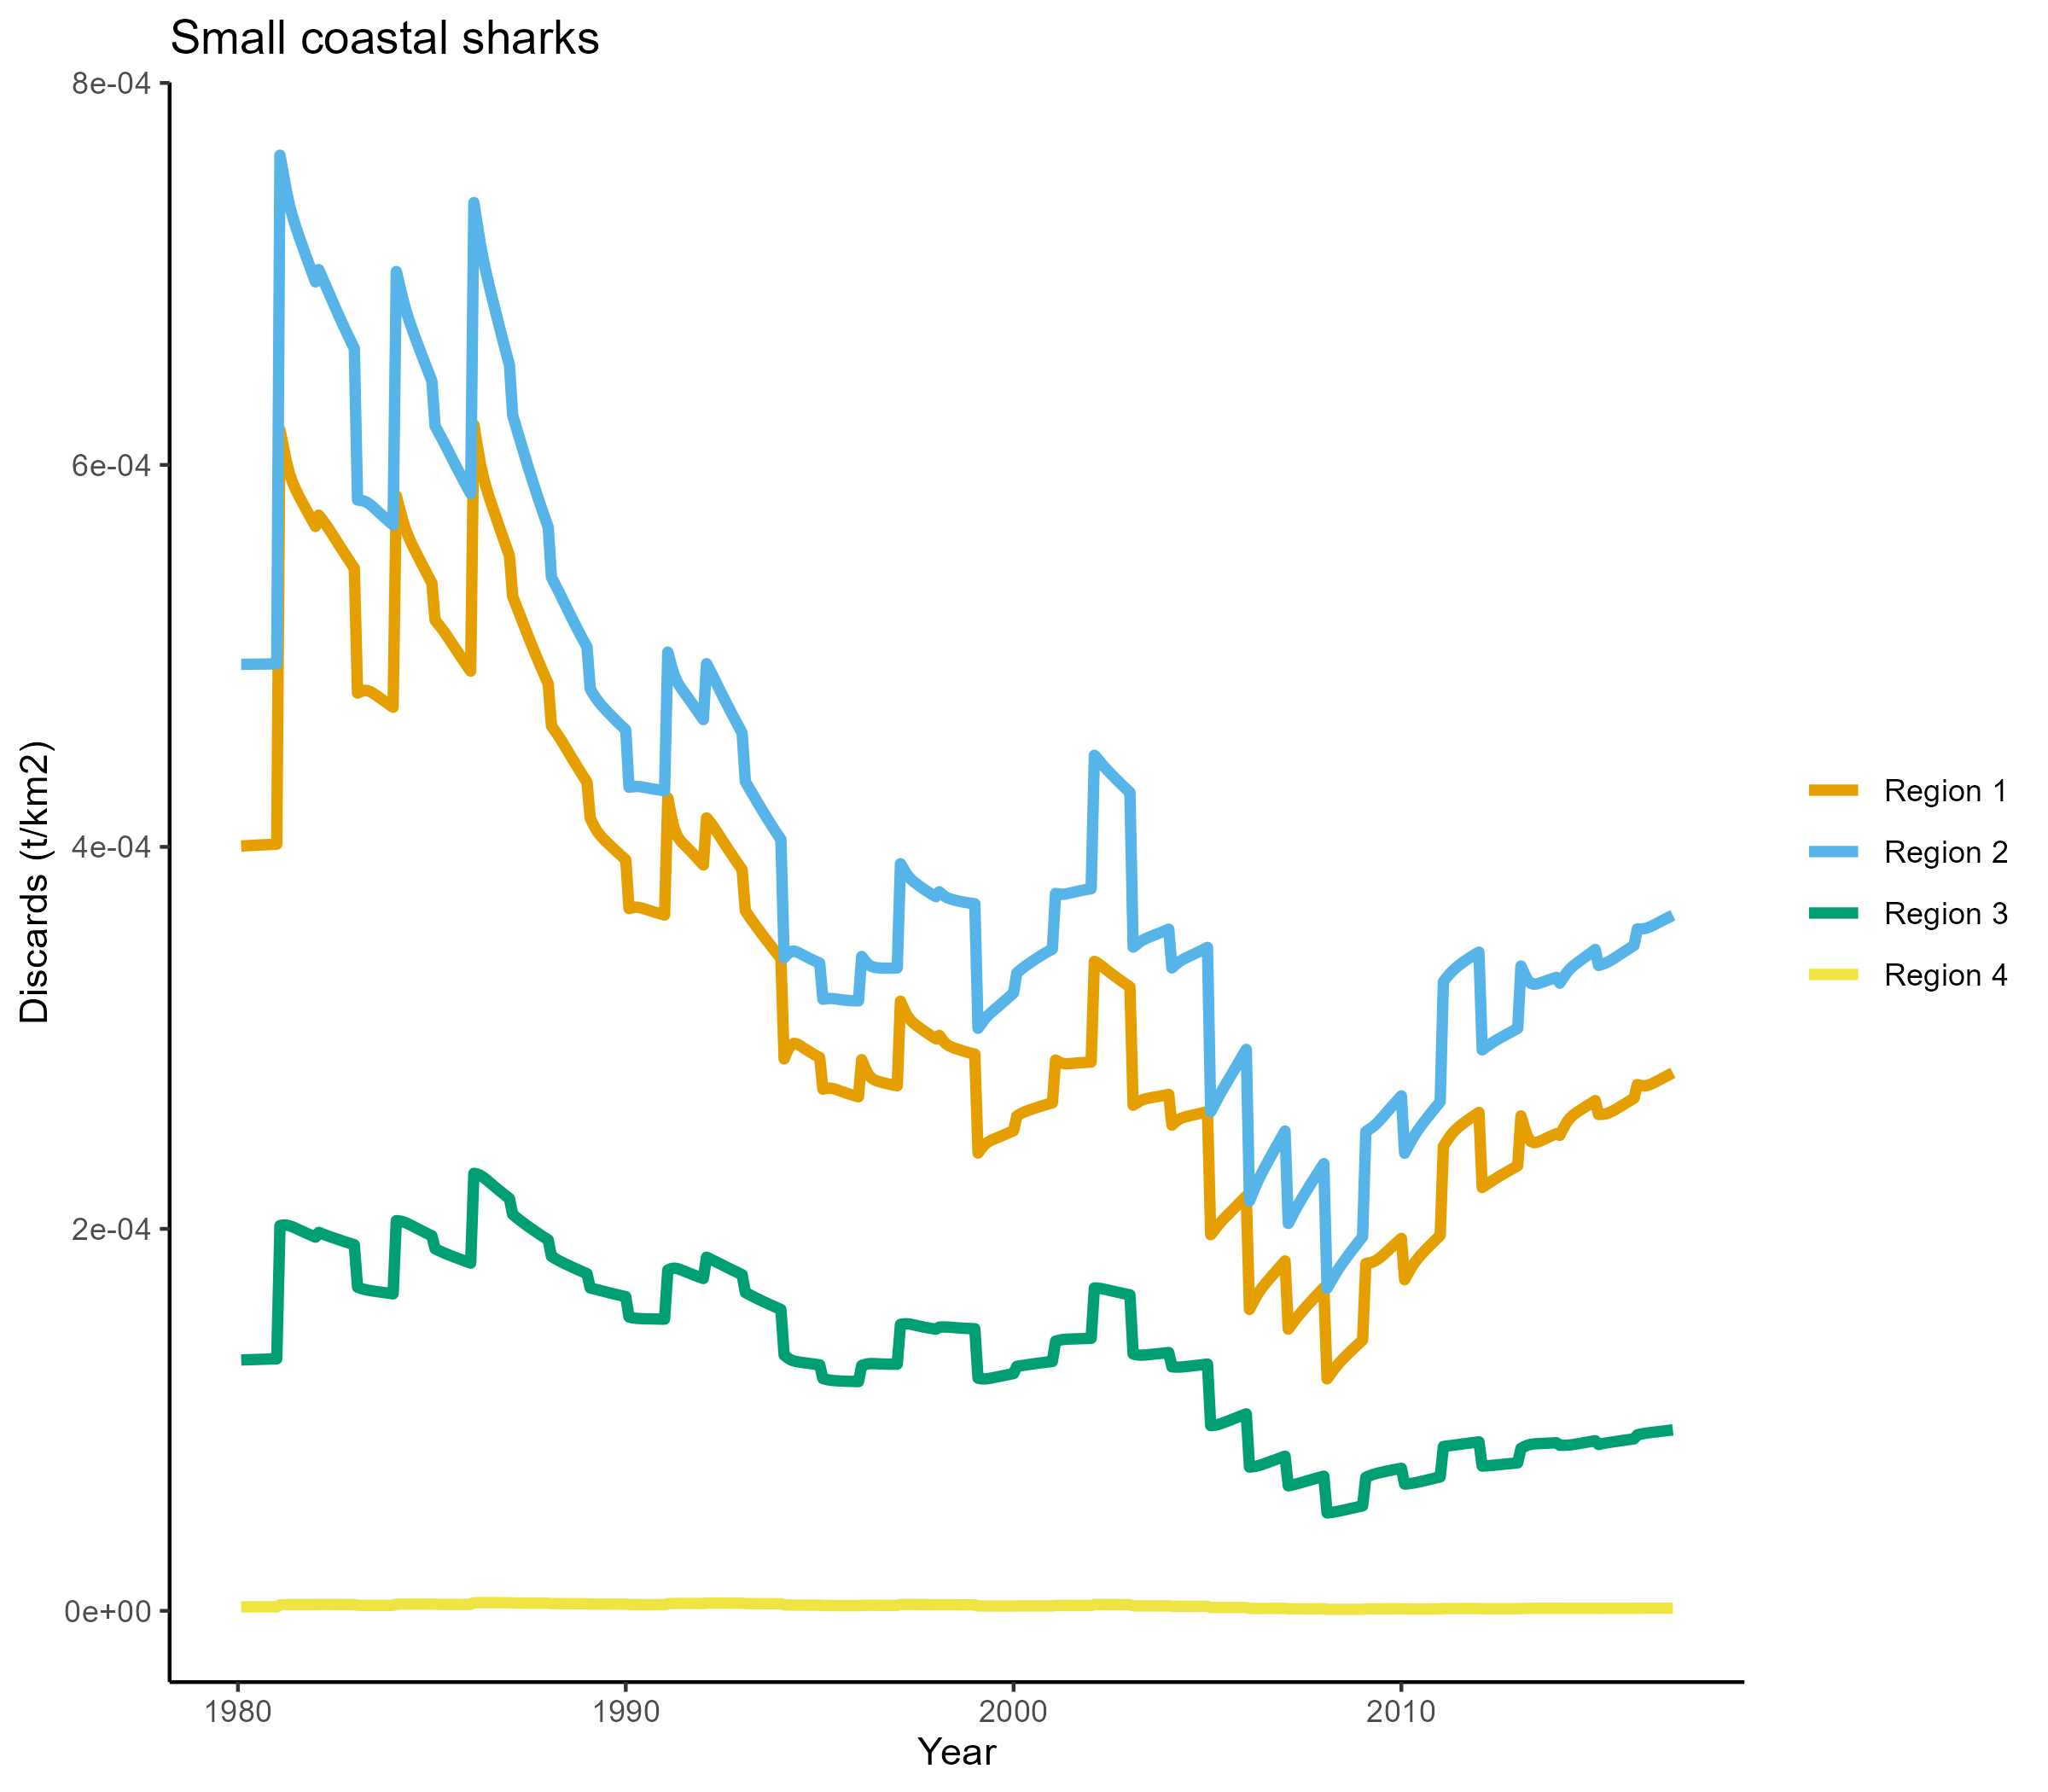 Small coastal sharks
8e-04
6e-04
4e-04
2e-04
0e+00
Discards (t/km2)
1980
1990
2000
2010
Year
Region 1
Region 2
Region 3
Region 4